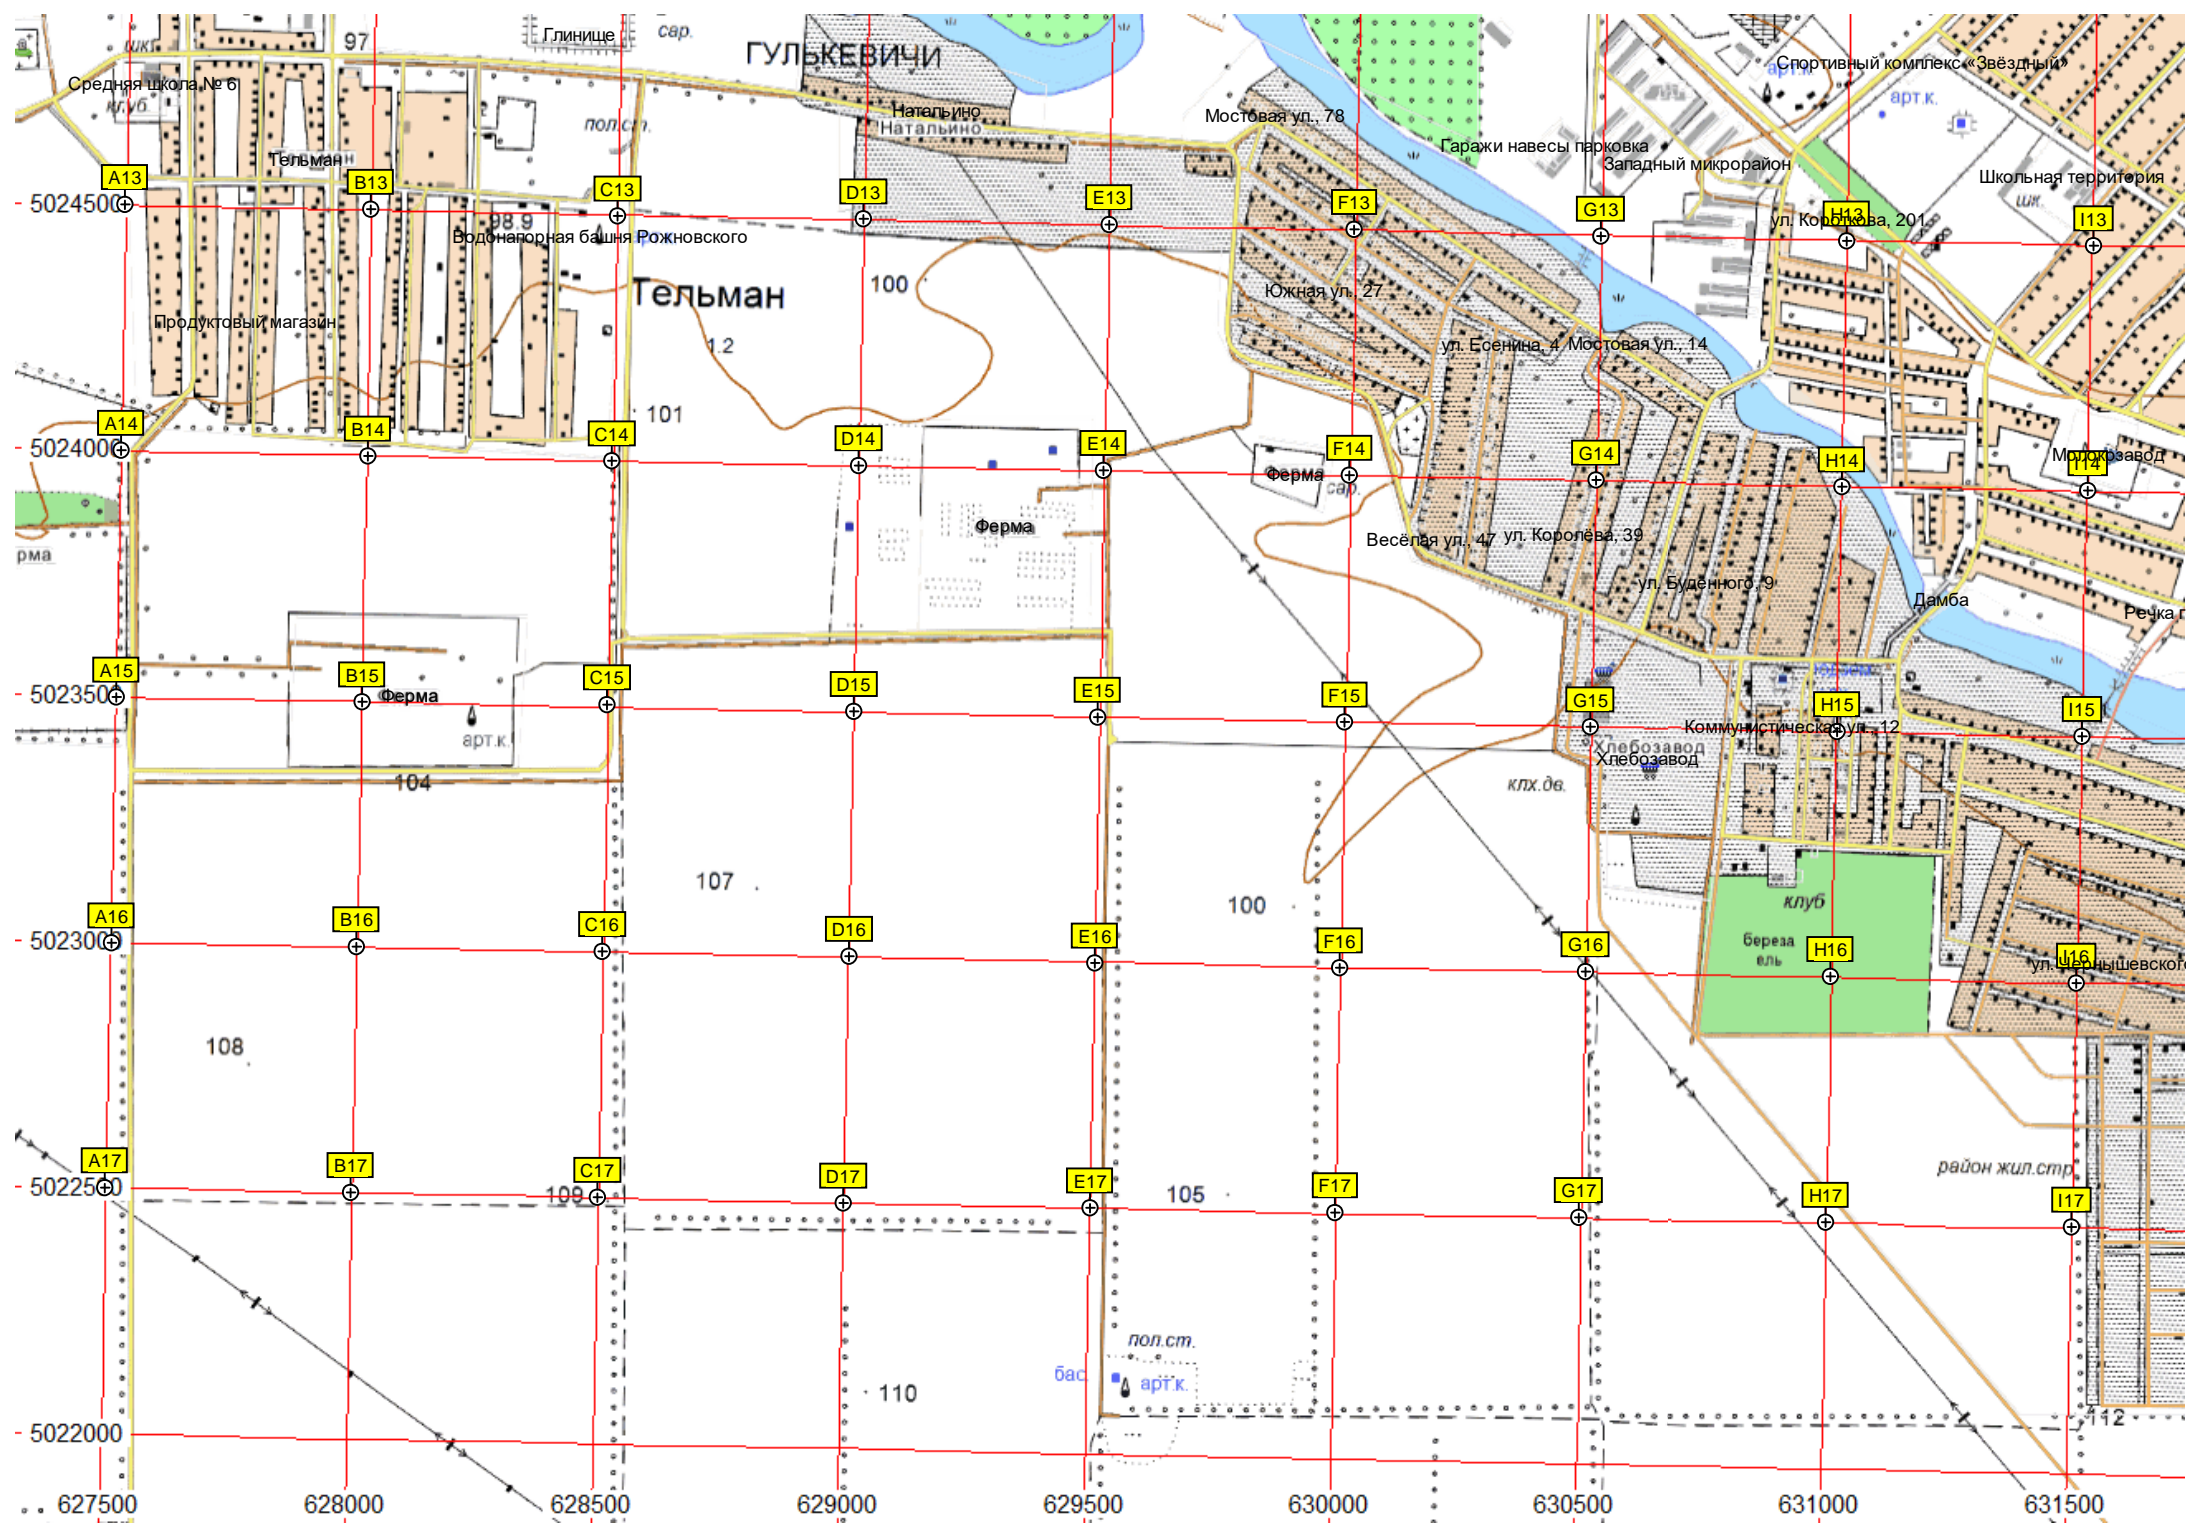 шк.
97
Глинище
сар.
ГУЛЬКЕВИЧИ
Спортивный комплекс «Звёздный»
арт.к.
арт.к.
Средняя школа № 6
клуб
пол.ст.
Натальино
Натальино
Мостовая ул., 78
Гаражи навесы парковка
Западный микрорайон
Школьная территория
шк.
Тельман
A13
B13
C13
D13
E13
F13
G13
H13
I13
5024500
98.9
Водонапорная башня Рожновского
ул. Короткова, 201
Тельман
100
Южная ул., 27
Продуктовый магазин
1.2
ул. Есенина, 4
Мостовая ул., 14
101
A14
B14
C14
D14
E14
F14
G14
H14
I14
5024000
Молокозавод
Ферма
сар.
Ферма
рма
Весёлая ул., 47
ул. Королёва, 39
ул. Будённого, 9
Дамба
Речка
A15
B15
C15
D15
E15
F15
G15
H15
I15
5023500
Ферма
арт.к.
Коммунистическая ул., 12
Хлебозавод
Хлебозавод
клх.дв.
104
107
100
клуб
A16
B16
C16
D16
E16
F16
G16
H16
I16
5023000
береза
ель
ул. Чернышевского
108
район жил.стр
A17
B17
C17
D17
E17
F17
G17
H17
I17
5022500
109
105
пол.ст.
бас.
арт.к.
110
112
5022000
627500
628000
628500
629000
629500
630000
630500
631000
631500